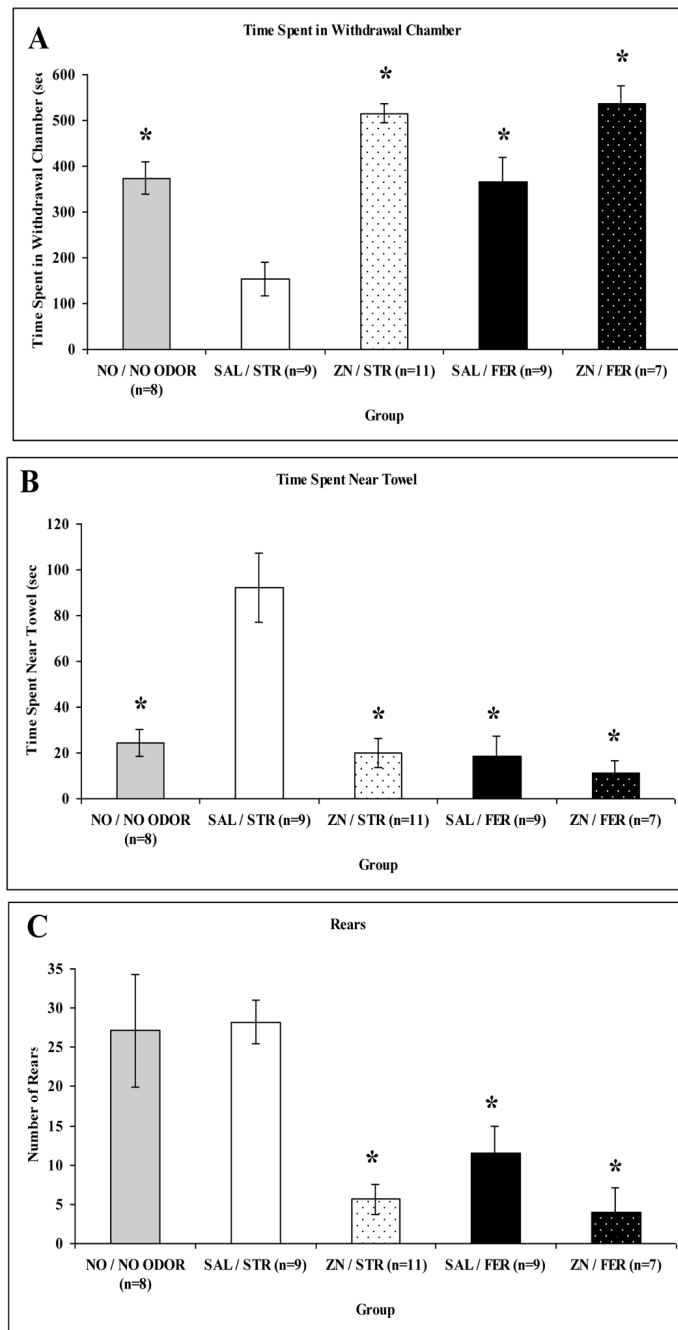 A
Time Spent in Withdrawal Chamber
Time Spent in Withdrawal Chamber (sec
600
500
400
300
200
100
0
*
*
*
*
NO / NO ODOR (n=8)
SAL / STR (n=9)
ZN / STR (n=11)
SAL / FER (n=9)
ZN / FER (n=7)
Group
B
Time Spent Near Towel
Time Spent Near Towel (sec
120
100
80
60
40
20
0
*
*
*
*
NO / NO ODOR (n=8)
SAL / STR (n=9)
ZN / STR (n=11)
SAL / FER (n=9)
ZN / FER (n=7)
Group
C
Rears
Number of Rears
35
30
25
20
15
10
5
0
*
*
*
NO / NO ODOR (n=8)
SAL / STR (n=9)
ZN / STR (n=11)
SAL / FER (n=9)
ZN / FER (n=7)
Group